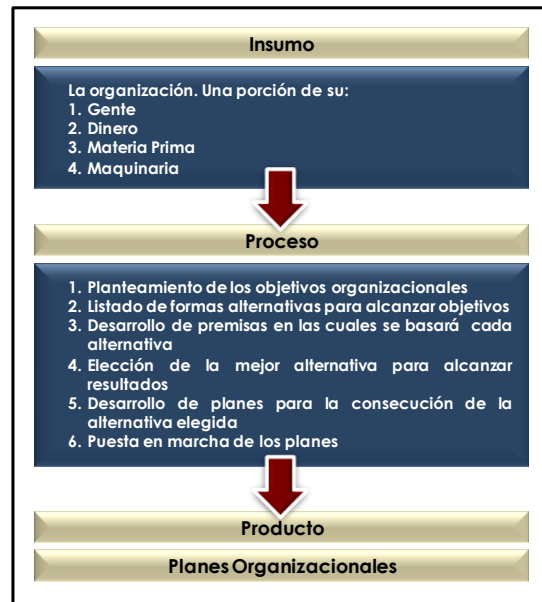 Insumo
La organización. Una porción de su:
1. Gente
2. Dinero
3. Materia Prima
4. Maquinaria
Proceso
1. Planteamiento de los objetivos organizacionales
2. Listado de formas alternativas para alcanzar objetivos
3. Desarrollo de premisas en las cuales se basará cada
alternativa
4. Elección de la mejor alternativa para alcanzar
resultados
5. Desarrollo de planes para la consecución de la
alternativa elegida
6. Puesta en marcha de los planes
Producto
Planes Organizacionales